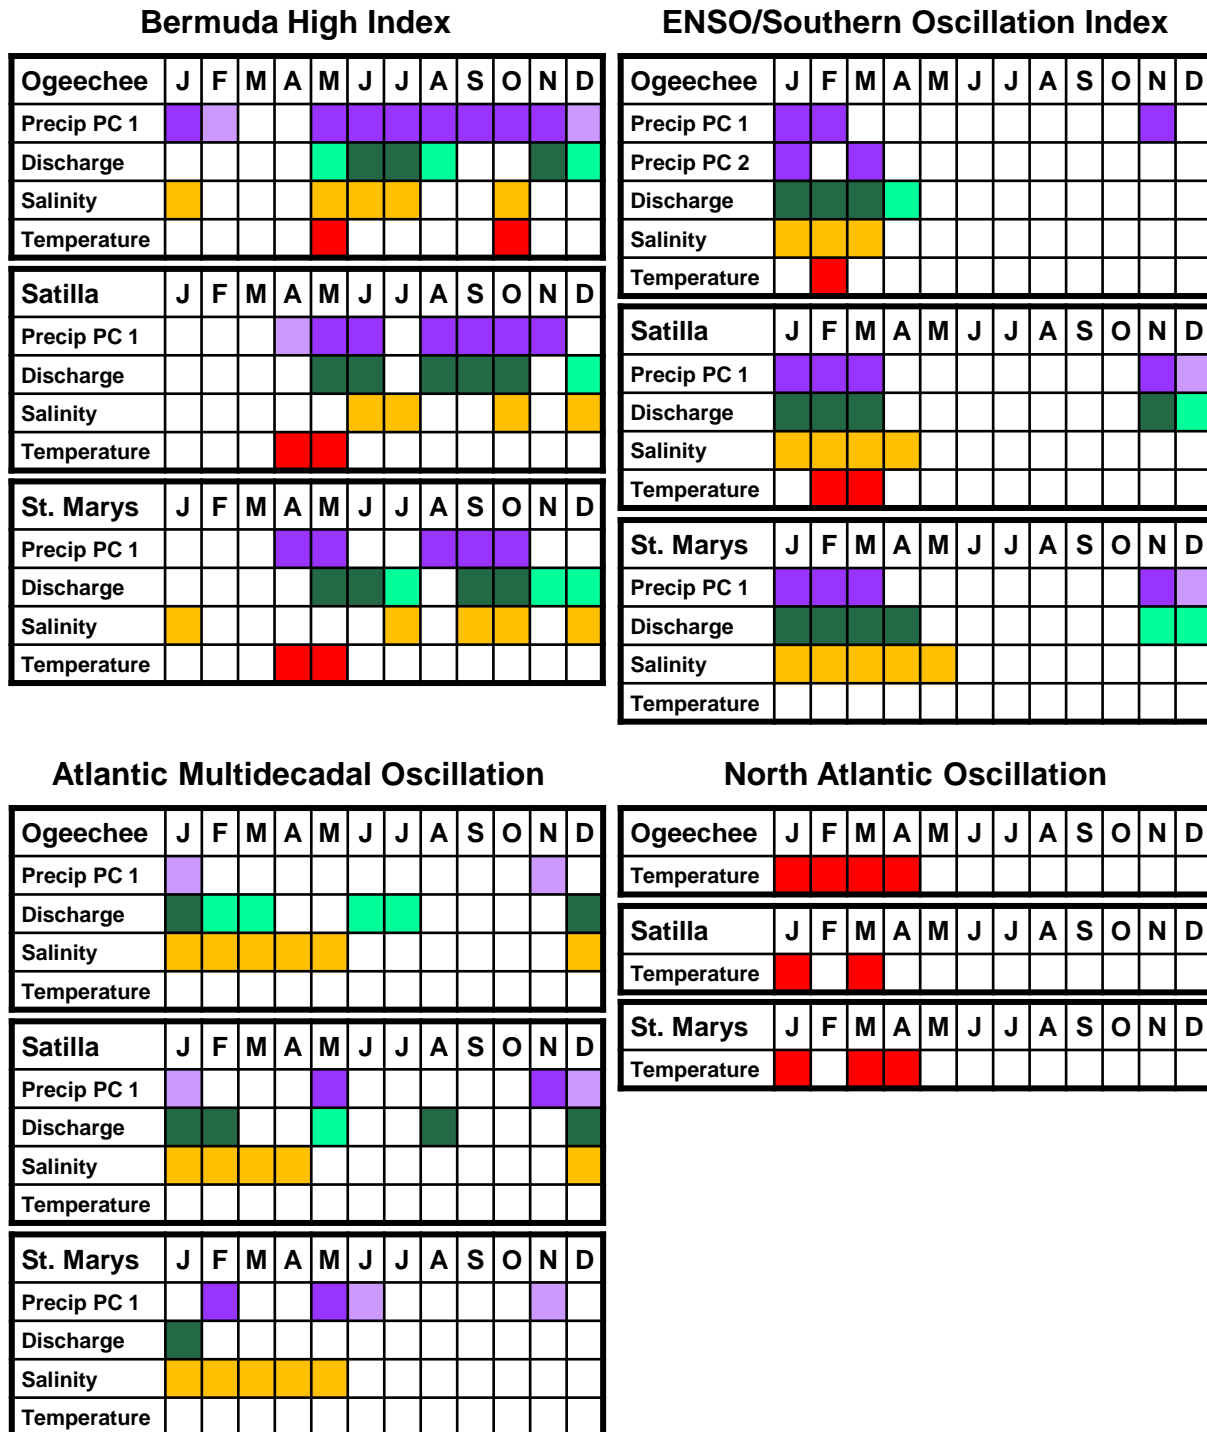 Bermuda High Index
Ogeechee J F M A M J J A S O N D
Precip PC 1
Discharge
Salinity
Temperature
Satilla J F M A M J J A S O N D
Precip PC 1
Discharge
Salinity
Temperature
St. Marys J F M A M J J A S O N D
Precip PC 1
Discharge
Salinity
Temperature
ENSO/Southern Oscillation Index
Ogeechee J F M A M J J A S O N D
Precip PC 1
Precip PC 2
Discharge
Salinity
Temperature
Satilla J F M A M J J A S O N D
Precip PC 1
Discharge
Salinity
Temperature
St. Marys J F M A M J J A S O N D
Precip PC 1
Discharge
Salinity
Temperature
Atlantic Multidecadal Oscillation
Ogeechee J F M A M J J A S O N D
Precip PC 1
Discharge
Salinity
Temperature
Satilla J F M A M J J A S O N D
Precip PC 1
Discharge
Salinity
Temperature
St. Marys J F M A M J J A S O N D
Precip PC 1
Discharge
Salinity
Temperature
North Atlantic Oscillation
Ogeechee J F M A M J J A S O N D
Temperature
Satilla J F M A M J J A S O N D
Temperature
St. Marys J F M A M J J A S O N D
Temperature